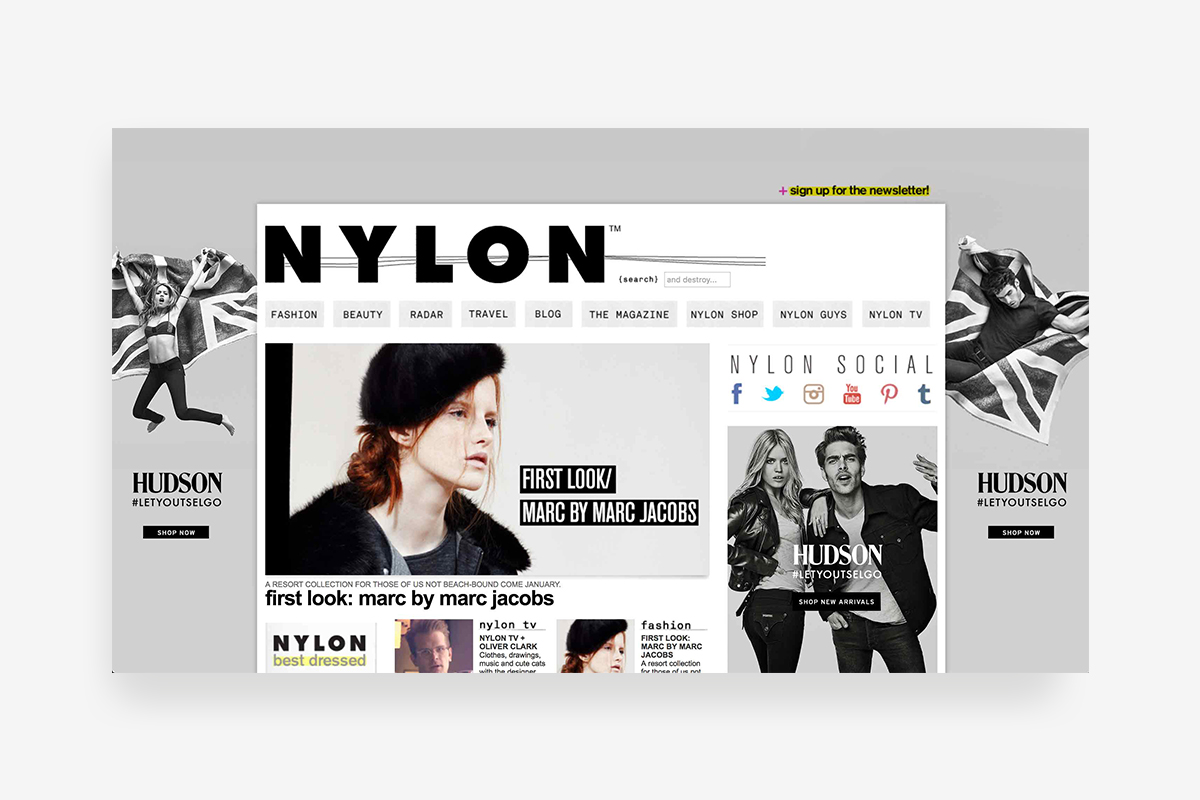 + sign up for the newsletter!
NYLON™
{search} and destroy...
FASHION BEAUTY RADAR TRAVEL BLOG THE MAGAZINE NYLON SHOP NYLON GUYS NYLON TV
NYLON SOCIAL
f You Tube t
FIRST LOOK/
MARC BY MARC JACOBS
A RESORT COLLECTION FOR THOSE OF US NOT BEACH-BOUND COME JANUARY.
first look: marc by marc jacobs
NYLON
best dressed
nylon tv
NYLON TV +
OLIVER CLARK
Clothes, drawings,
music and cute cats
with the designer
fashion
FIRST LOOK:
MARC BY MARC
JACOBS
A resort collection
for those of us not
HUDSON
#LETYOUTSELGO
SHOP NEW ARRIVALS
HUDSON
#LETYOUTSELGO
SHOP NOW
HUDSON
#LETYOUTSELGO
SHOP NOW